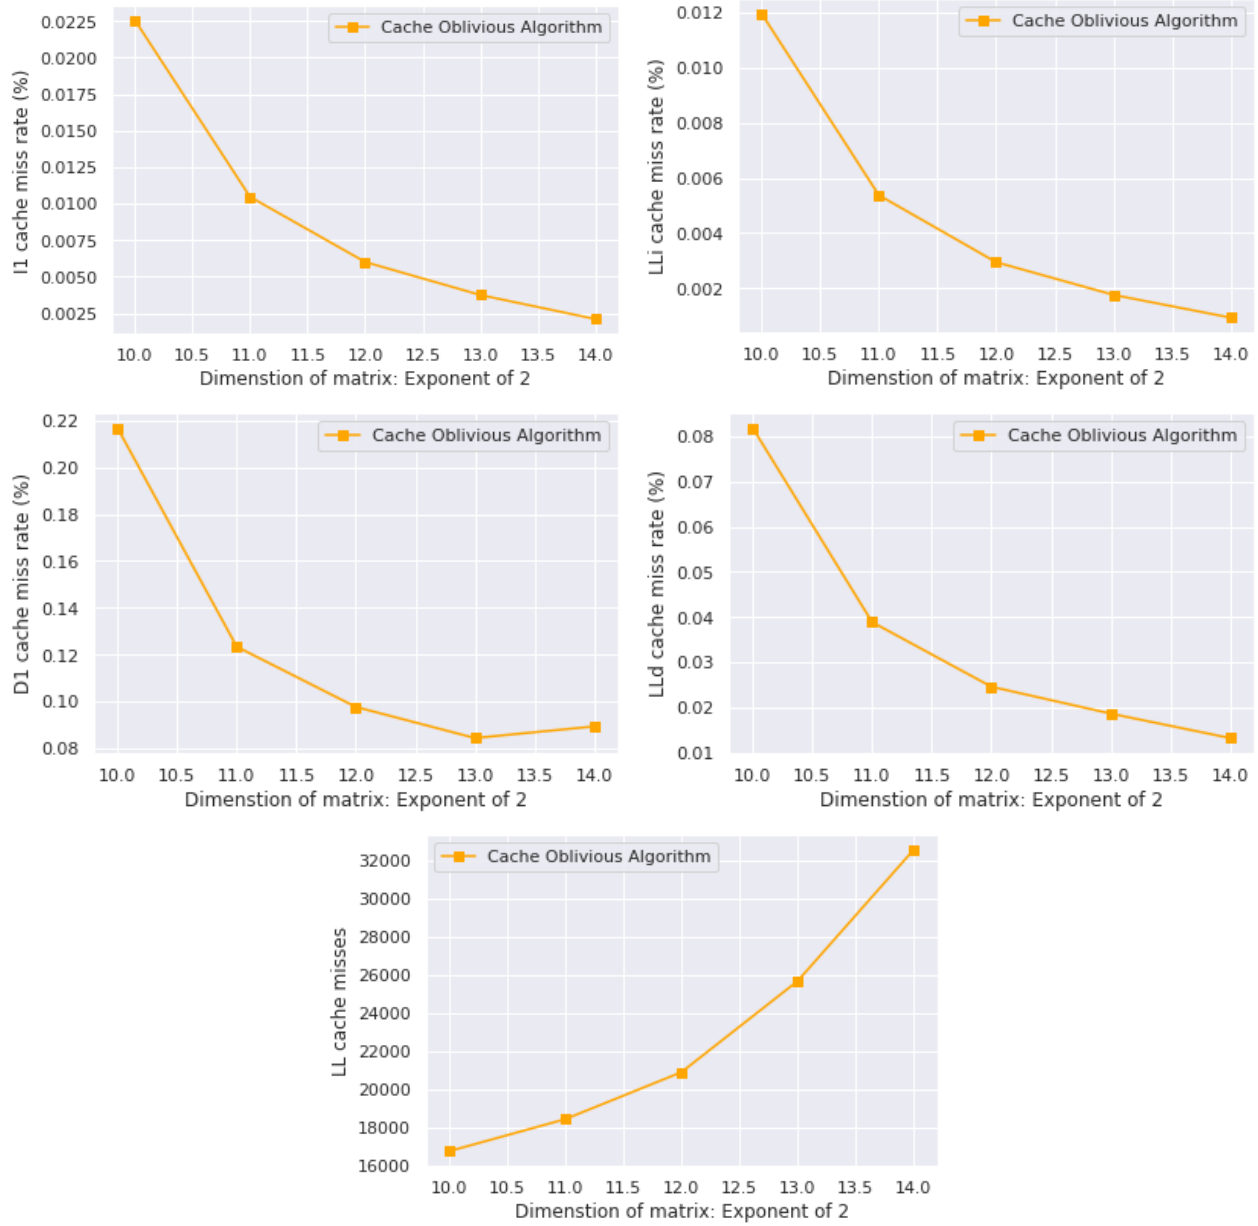 Cache Oblivious Algorithm
I1 cache miss rate (%)
0.0225
0.0200
0.0175
0.0150
0.0125
0.0100
0.0075
0.0050
0.0025
10.0 10.5 11.0 11.5 12.0 12.5 13.0 13.5 14.0
Dimenstion of matrix: Exponent of 2
Cache Oblivious Algorithm
LLi cache miss rate (%)
0.012
0.010
0.008
0.006
0.004
0.002
10.0 10.5 11.0 11.5 12.0 12.5 13.0 13.5 14.0
Dimenstion of matrix: Exponent of 2
Cache Oblivious Algorithm
D1 cache miss rate (%)
0.22
0.20
0.18
0.16
0.14
0.12
0.10
0.08
10.0 10.5 11.0 11.5 12.0 12.5 13.0 13.5 14.0
Dimenstion of matrix: Exponent of 2
Cache Oblivious Algorithm
LLd cache miss rate (%)
0.08
0.07
0.06
0.05
0.04
0.03
0.02
0.01
10.0 10.5 11.0 11.5 12.0 12.5 13.0 13.5 14.0
Dimenstion of matrix: Exponent of 2
Cache Oblivious Algorithm
LL cache misses
32000
30000
28000
26000
24000
22000
20000
18000
16000
10.0 10.5 11.0 11.5 12.0 12.5 13.0 13.5 14.0
Dimenstion of matrix: Exponent of 2